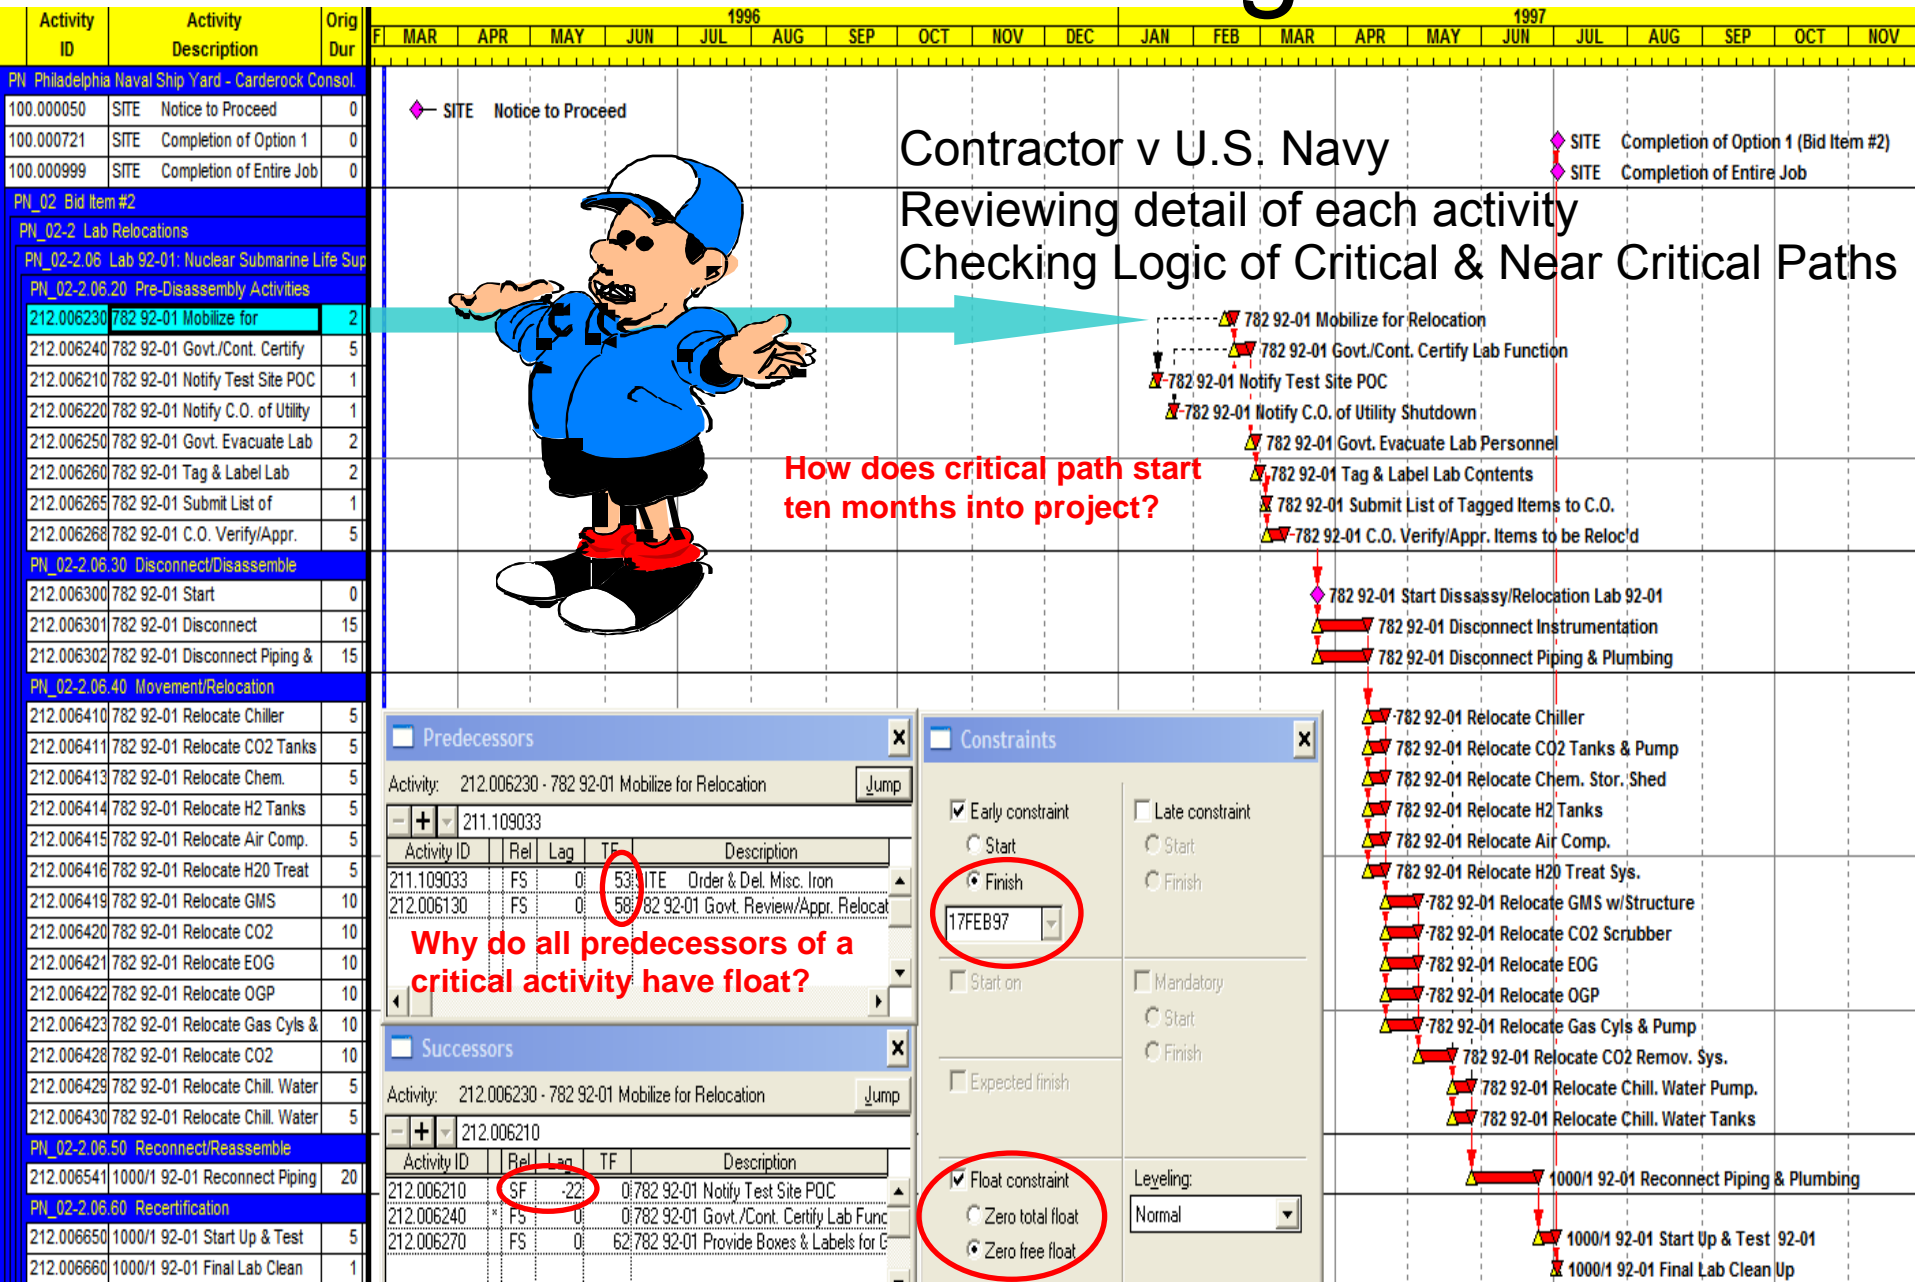 Activity ID
Activity Description
Orig Dur
1996
1997
F MAR APR MAY JUN JUL AUG SEP OCT NOV DEC JAN FEB MAR APR MAY JUN JUL AUG SEP OCT NOV
PN Philadelphia Naval Ship Yard - Carderock Consol.
100.000050 SITE Notice to Proceed 0
100.000721 SITE Completion of Option 1 0
100.000999 SITE Completion of Entire Job 0
PN_02 Bid Item #2
PN_02-2 Lab Relocations
PN_02-2.06 Lab 92-01: Nuclear Submarine Life Sup
PN_02-2.06.20 Pre-Disassembly Activities
212.006230 782 92-01 Mobilize for 2
212.006240 782 92-01 Govt./Cont. Certify 5
212.006210 782 92-01 Notify Test Site POC 1
212.006220 782 92-01 Notify C.O. of Utility 1
212.006250 782 92-01 Govt. Evacuate Lab 2
212.006260 782 92-01 Tag & Label Lab 2
212.006265 782 92-01 Submit List of 1
212.006268 782 92-01 C.O. Verify/Appr. 5
PN_02-2.06.30 Disconnect/Disassemble
212.006300 782 92-01 Start 0
212.006301 782 92-01 Disconnect 15
212.006302 782 92-01 Disconnect Piping & 15
PN_02-2.06.40 Movement/Relocation
212.006410 782 92-01 Relocate Chiller 5
212.006411 782 92-01 Relocate CO2 Tanks 5
212.006413 782 92-01 Relocate Chem. 5
212.006414 782 92-01 Relocate H2 Tanks 5
212.006415 782 92-01 Relocate Air Comp. 5
212.006416 782 92-01 Relocate H20 Treat 5
212.006419 782 92-01 Relocate GMS 10
212.006420 782 92-01 Relocate CO2 10
212.006421 782 92-01 Relocate EOG 10
212.006422 782 92-01 Relocate OGP 10
212.006423 782 92-01 Relocate Gas Cyls & 10
212.006428 782 92-01 Relocate CO2 10
212.006429 782 92-01 Relocate Chill. Water 5
212.006430 782 92-01 Relocate Chill. Water 5
PN_02-2.06.50 Reconnect/Reassemble
212.006541 1000/1 92-01 Reconnect Piping 20
PN_02-2.06.60 Recertification
212.006650 1000/1 92-01 Start Up & Test 5
212.006660 1000/1 92-01 Final Lab Clean 1
SITE Notice to Proceed
SITE Completion of Option 1 (Bid Item #2)
SITE Completion of Entire Job
Contractor v U.S. Navy
Reviewing detail of each activity
Checking Logic of Critical & Near Critical Paths
782 92-01 Mobilize for Relocation
782 92-01 Govt./Cont. Certify Lab Function
782 92-01 Notify Test Site POC
782 92-01 Notify C.O. of Utility Shutdown
782 92-01 Govt. Evacuate Lab Personnel
782 92-01 Tag & Label Lab Contents
782 92-01 Submit List of Tagged Items to C.O.
782 92-01 C.O. Verify/Appr. Items to be Reloc'd
How does critical path start
ten months into project?
782 92-01 Start Dissassy/Relocation Lab 92-01
782 92-01 Disconnect Instrumentation
782 92-01 Disconnect Piping & Plumbing
782 92-01 Relocate Chiller
782 92-01 Relocate CO2 Tanks & Pump
782 92-01 Relocate Chem. Stor. Shed
782 92-01 Relocate H2 Tanks
782 92-01 Relocate Air Comp.
782 92-01 Relocate H20 Treat Sys.
782 92-01 Relocate GMS w/Structure
782 92-01 Relocate CO2 Scrubber
782 92-01 Relocate EOG
782 92-01 Relocate OGP
782 92-01 Relocate Gas Cyls & Pump
782 92-01 Relocate CO2 Remov. Sys.
782 92-01 Relocate Chill. Water Pump.
782 92-01 Relocate Chill. Water Tanks
1000/1 92-01 Reconnect Piping & Plumbing
1000/1 92-01 Start Up & Test 92-01
1000/1 92-01 Final Lab Clean Up
Predecessors
Activity: 212.006230 - 782 92-01 Mobilize for Relocation Jump
211.109033
Activity ID Rel Lag TF Description
211.109033 FS 0 53 SITE Order & Del. Misc. Iron
212.006130 FS 0 58 782 92-01 Govt. Review/Appr. Relocat
Why do all predecessors of a
critical activity have float?
Successors
Activity: 212.006230 - 782 92-01 Mobilize for Relocation Jump
212.006210
Activity ID Rel Lag TF Description
212.006210 SF -22 0 782 92-01 Notify Test Site POC
212.006240 * FS 0 0 782 92-01 Govt./Cont. Certify Lab Func
212.006270 FS 0 62 782 92-01 Provide Boxes & Labels for G
Constraints
Early constraint
Start
Finish
17FEB97
Late constraint
Start
Finish
Start on
Mandatory
Start
Finish
Expected finish
Float constraint
Zero total float
Zero free float
Leveling:
Normal